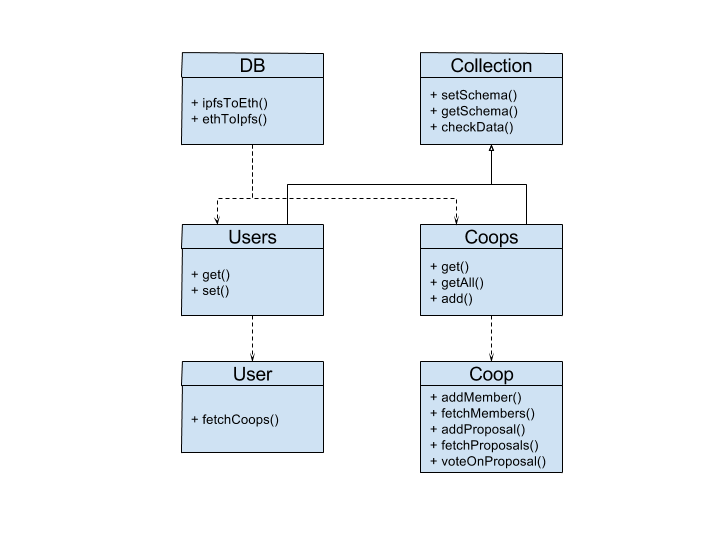 DB
+ ipfsToEth()
+ ethToIpfs()
Collection
+ setSchema()
+ getSchema()
+ checkData()
Users
+ get()
+ set()
Coops
+ get()
+ getAll()
+ add()
User
+ fetchCoops()
Coop
+ addMember()
+ fetchMembers()
+ addProposal()
+ fetchProposals()
+ voteOnProposal()